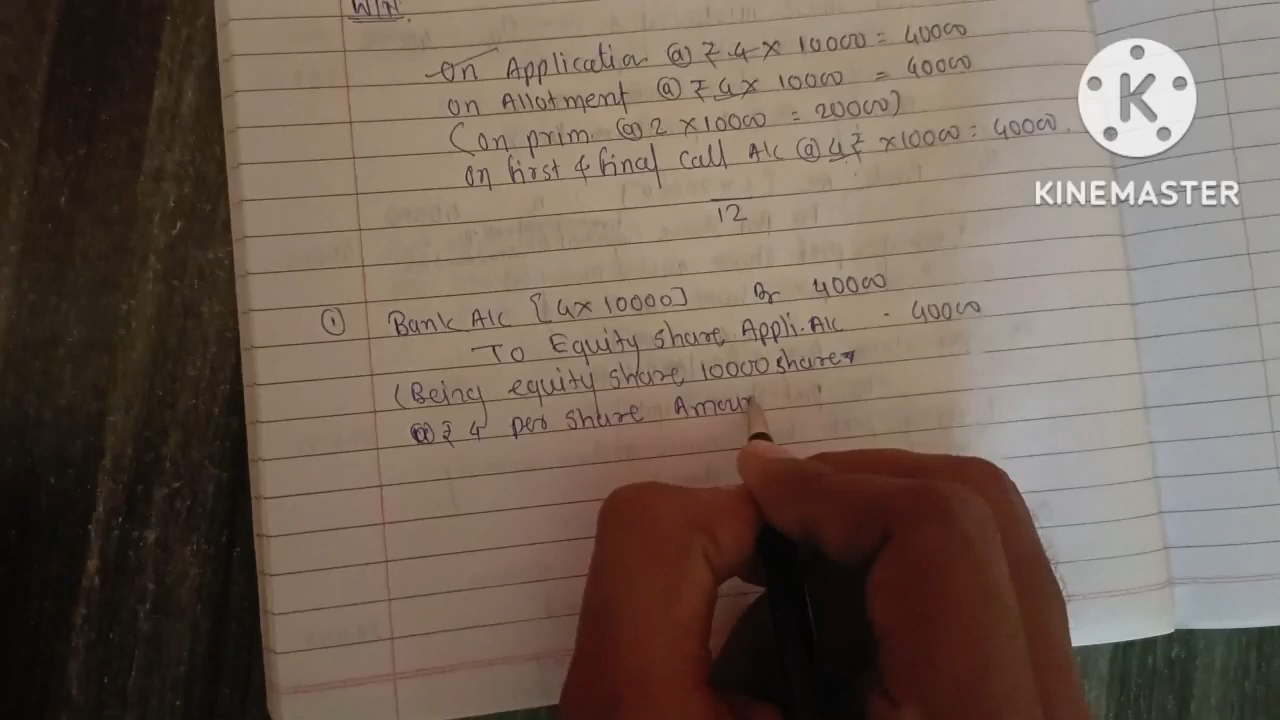 W/N.
On Application @ ₹ 4 × 10000 = 40000
on Allotment @ ₹ 4 × 10000 = 40000
(on prim. @ 2 × 10000 = 20000)
on first & final call A/c @ 4 ₹ × 10000 = 40000.
12
① Bank A/c [4×10000] Dr 40000
To Equity share Appli. A/c - 40000
(Being equity share 10000 shares
@ ₹ 4 per share Amoun
K
KINEMASTER